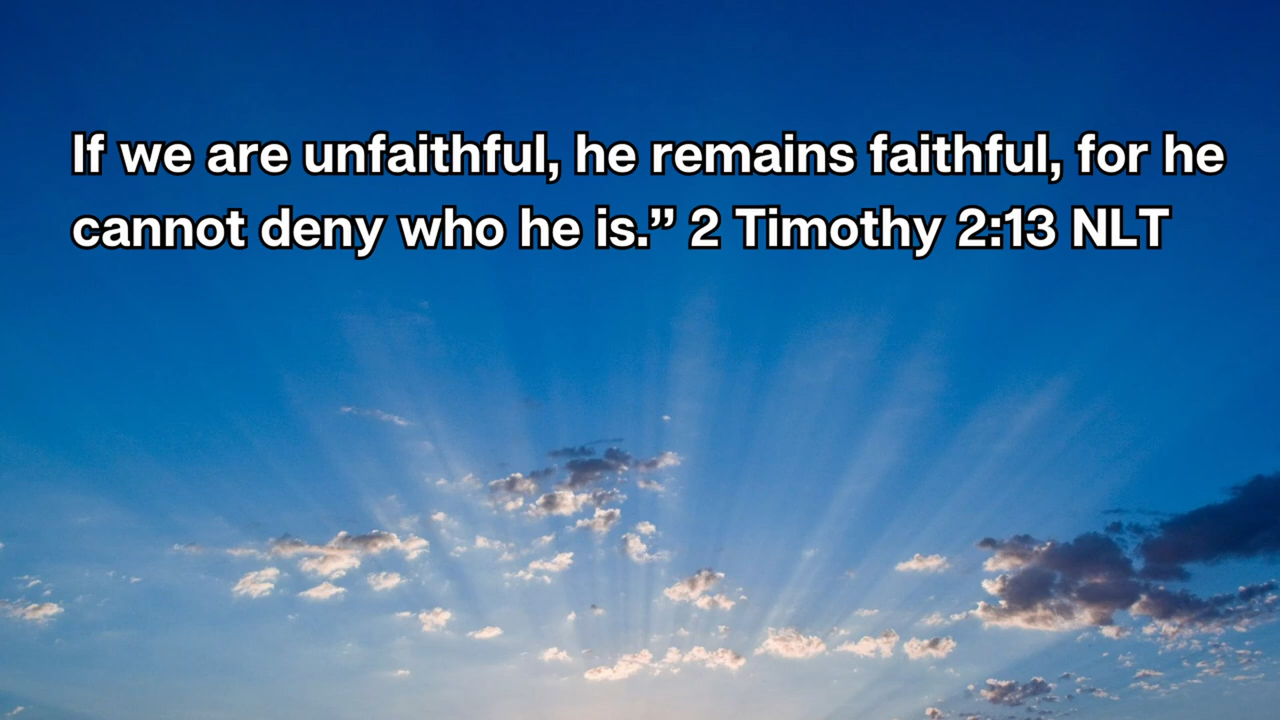 If we are unfaithful, he remains faithful, for he
cannot deny who he is.” 2 Timothy 2:13 NLT